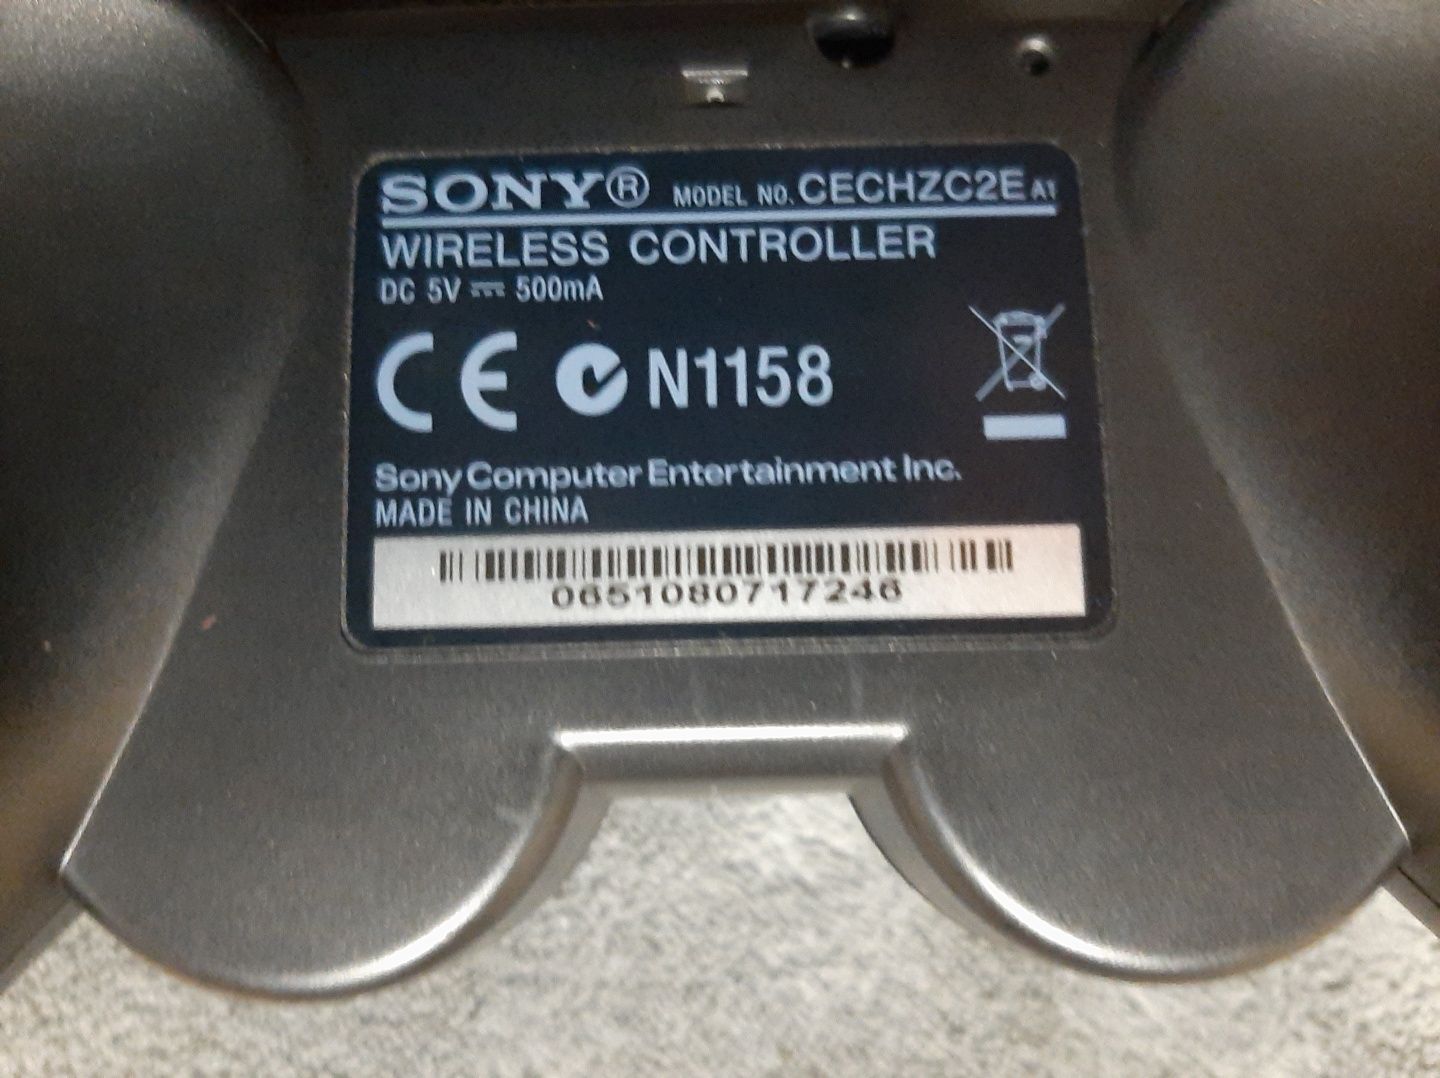 SONY® MODEL NO. CECHZC2E A1
WIRELESS CONTROLLER
DC 5V ⎓ 500mA
CE N1158
Sony Computer Entertainment Inc.
MADE IN CHINA
0651080717246